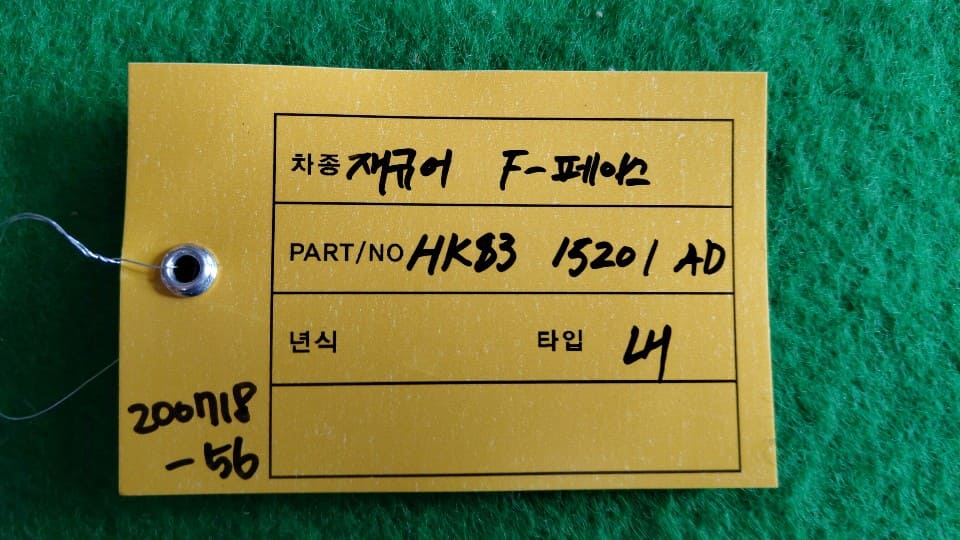 차종 재규어 F-페이스
PART/NO HK83 15201 AD
년식 타입 내
200718
-56